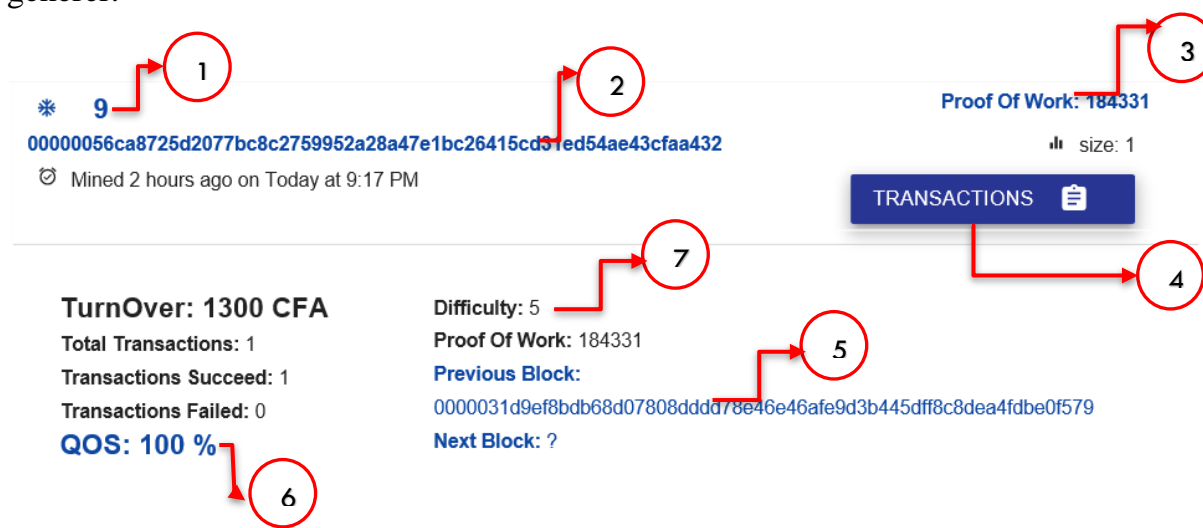 générer.
1
2
3
9
Proof Of Work: 184331
00000056ca8725d2077bc8c2759952a28a47e1bc26415cd31ed54ae43cfaa432
size: 1
Mined 2 hours ago on Today at 9:17 PM
TRANSACTIONS
4
7
TurnOver: 1300 CFA
Total Transactions: 1
Transactions Succeed: 1
Transactions Failed: 0
QOS: 100 %
6
Difficulty: 5
Proof Of Work: 184331
5
Previous Block:
0000031d9ef8bdb68d07808dddd78e46e46afe9d3b445dff8c8dea4fdbe0f579
Next Block: ?